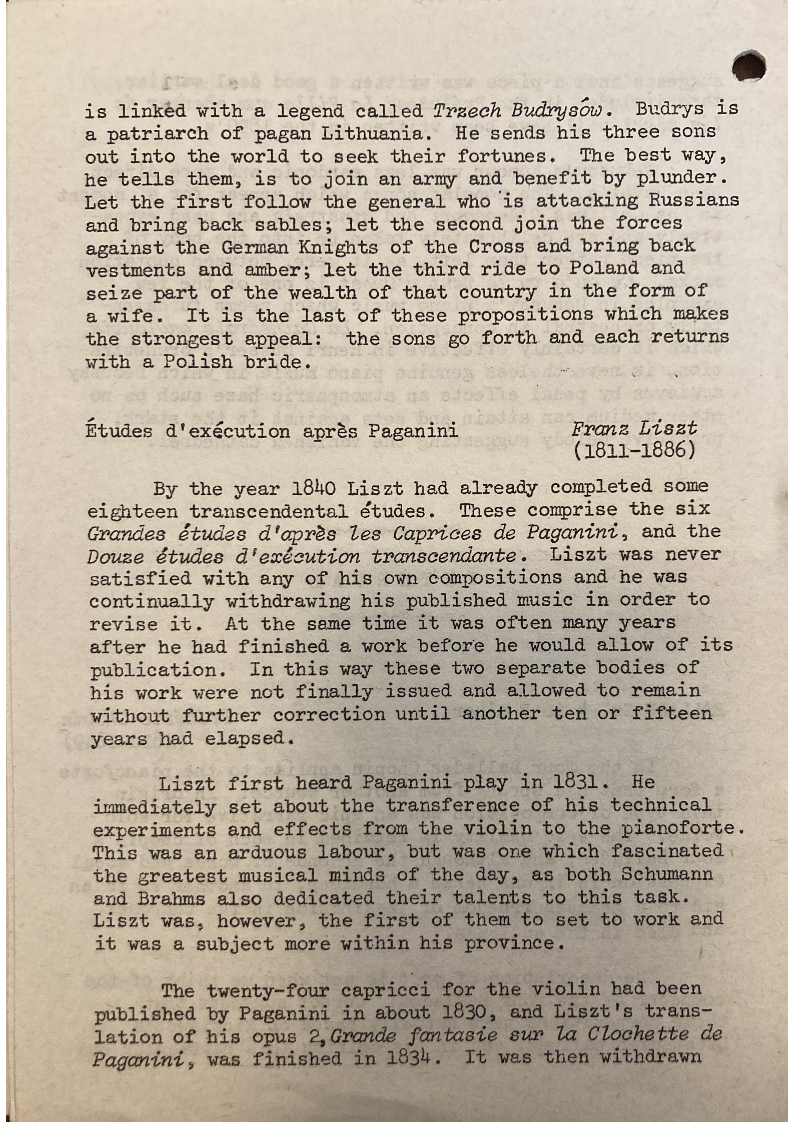 is linked with a legend called Trzech Budrysów. Budrys is
a patriarch of pagan Lithuania. He sends his three sons
out into the world to seek their fortunes. The best way,
he tells them, is to join an army and benefit by plunder.
Let the first follow the general who is attacking Russians
and bring back sables; let the second join the forces
against the German Knights of the Cross and bring back
vestments and amber; let the third ride to Poland and
seize part of the wealth of that country in the form of
a wife. It is the last of these propositions which makes
the strongest appeal: the sons go forth and each returns
with a Polish bride.
Études d'exécution après Paganini Franz Liszt
(1811-1886)
By the year 1840 Liszt had already completed some
eighteen transcendental études. These comprise the six
Grandes études d'après les Caprices de Paganini, and the
Douze études d'exécution transcendante. Liszt was never
satisfied with any of his own compositions and he was
continually withdrawing his published music in order to
revise it. At the same time it was often many years
after he had finished a work before he would allow of its
publication. In this way these two separate bodies of
his work were not finally issued and allowed to remain
without further correction until another ten or fifteen
years had elapsed.
Liszt first heard Paganini play in 1831. He
immediately set about the transference of his technical
experiments and effects from the violin to the pianoforte.
This was an arduous labour, but was one which fascinated
the greatest musical minds of the day, as both Schumann
and Brahms also dedicated their talents to this task.
Liszt was, however, the first of them to set to work and
it was a subject more within his province.
The twenty-four capricci for the violin had been
published by Paganini in about 1830, and Liszt's trans-
lation of his opus 2, Grande fantasie sur la Clochette de
Paganini, was finished in 1834. It was then withdrawn